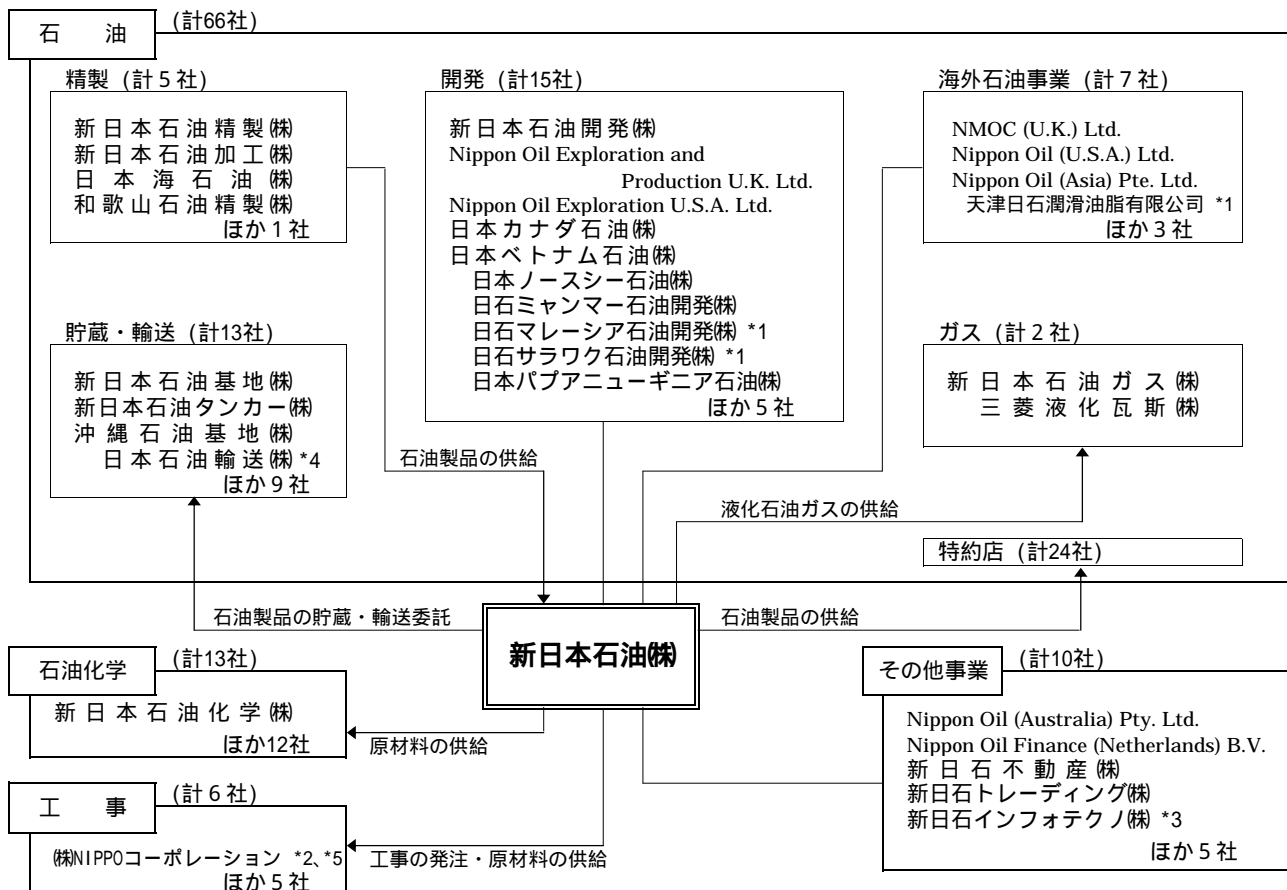 石　油 (計66社)
精製 (計５社)
新日本石油精製㈱
新日本石油加工㈱
日本海石油㈱
和歌山石油精製㈱
ほか１社
開発 (計15社)
新日本石油開発㈱
Nippon Oil Exploration and
Production U.K. Ltd.
Nippon Oil Exploration U.S.A. Ltd.
日本カナダ石油㈱
日本ベトナム石油㈱
日本ノースシー石油㈱
日石ミャンマー石油開発㈱
日石マレーシア石油開発㈱ *1
日石サラワク石油開発㈱ *1
日本パプアニューギニア石油㈱
ほか５社
海外石油事業 (計７社)
NMOC (U.K.) Ltd.
Nippon Oil (U.S.A.) Ltd.
Nippon Oil (Asia) Pte. Ltd.
天津日石潤滑油脂有限公司 *1
ほか３社
貯蔵・輸送 (計13社)
新日本石油基地㈱
新日本石油タンカー㈱
沖縄石油基地㈱
日本石油輸送㈱ *4
ほか９社
ガス (計２社)
新日本石油ガス㈱
三菱液化瓦斯㈱
石油製品の供給
液化石油ガスの供給
特約店 (計24社)
石油製品の貯蔵・輸送委託
新日本石油㈱
石油製品の供給
石油化学 (計13社)
新日本石油化学㈱
ほか12社
原材料の供給
その他事業 (計10社)
Nippon Oil (Australia) Pty. Ltd.
Nippon Oil Finance (Netherlands) B.V.
新日石不動産㈱
新日石トレーディング㈱
新日石インフォテクノ㈱ *3
ほか５社
工　事 (計６社)
㈱NIPPOコーポレーション *2、*5
ほか５社
工事の発注・原材料の供給